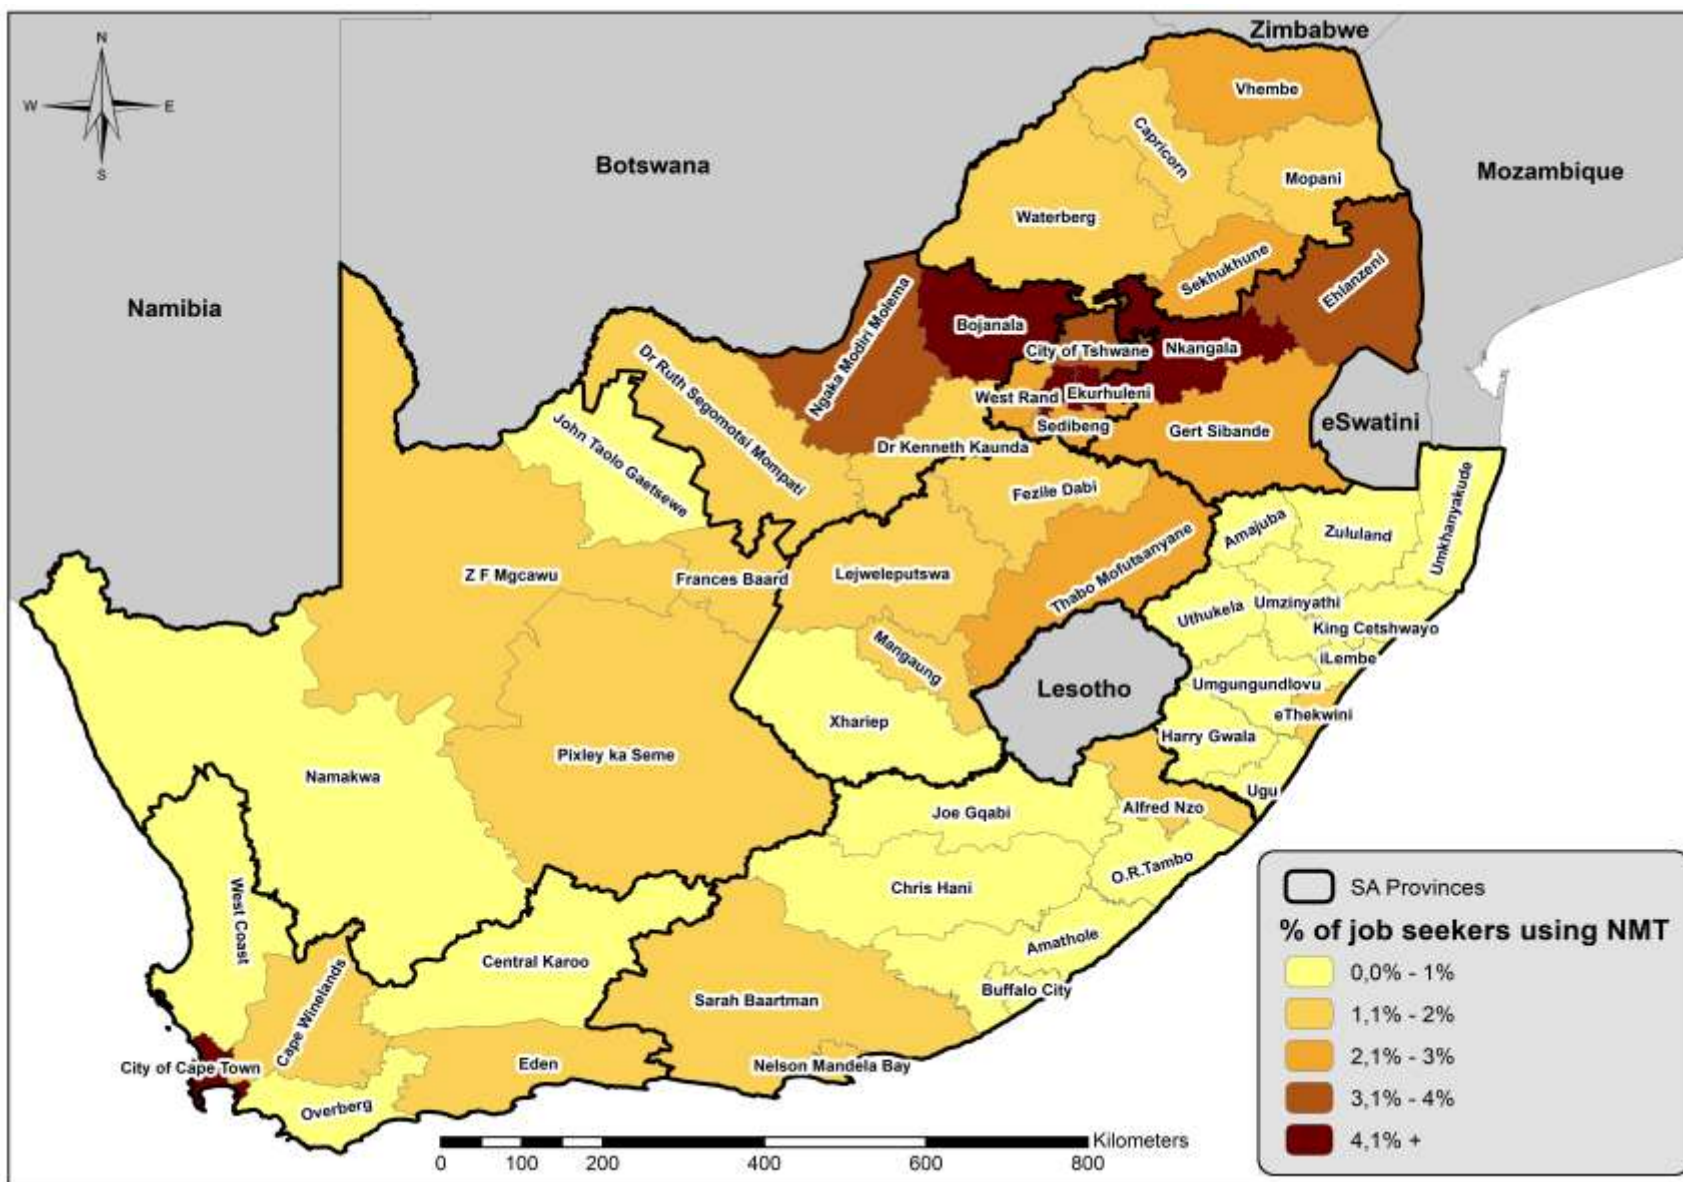 Zimbabwe
N
W
E
S
Vhembe
Capricorn
Botswana
Mozambique
Mopani
Waterberg
Sekhukhune
Ehlanzeni
Namibia
Ngaka Modiri Molema
Bojanala
City of Tshwane
Nkangala
Dr Ruth Segomotsi Mompati
West Rand
Ekurhuleni
eSwatini
John Taolo Gaetsewe
Sedibeng
Gert Sibande
Dr Kenneth Kaunda
Fezile Dabi
Umkhanyakude
Amajuba
Zululand
Z F Mgcawu
Frances Baard
Lejweleputswa
Thabo Mofutsanyane
Uthukela
Umzinyathi
King Cetshwayo
Mangaung
iLembe
Lesotho
Umgungundlovu
Xhariep
eThekwini
Harry Gwala
Pixley ka Seme
Namakwa
Ugu
Joe Gqabi
Alfred Nzo
O.R.Tambo
Chris Hani
West Coast
Amathole
Central Karoo
Buffalo City
Cape Winelands
Sarah Baartman
City of Cape Town
Eden
Nelson Mandela Bay
Overberg
Kilometers
0 100 200 400 600 800
SA Provinces
% of job seekers using NMT
0,0% - 1%
1,1% - 2%
2,1% - 3%
3,1% - 4%
4,1% +